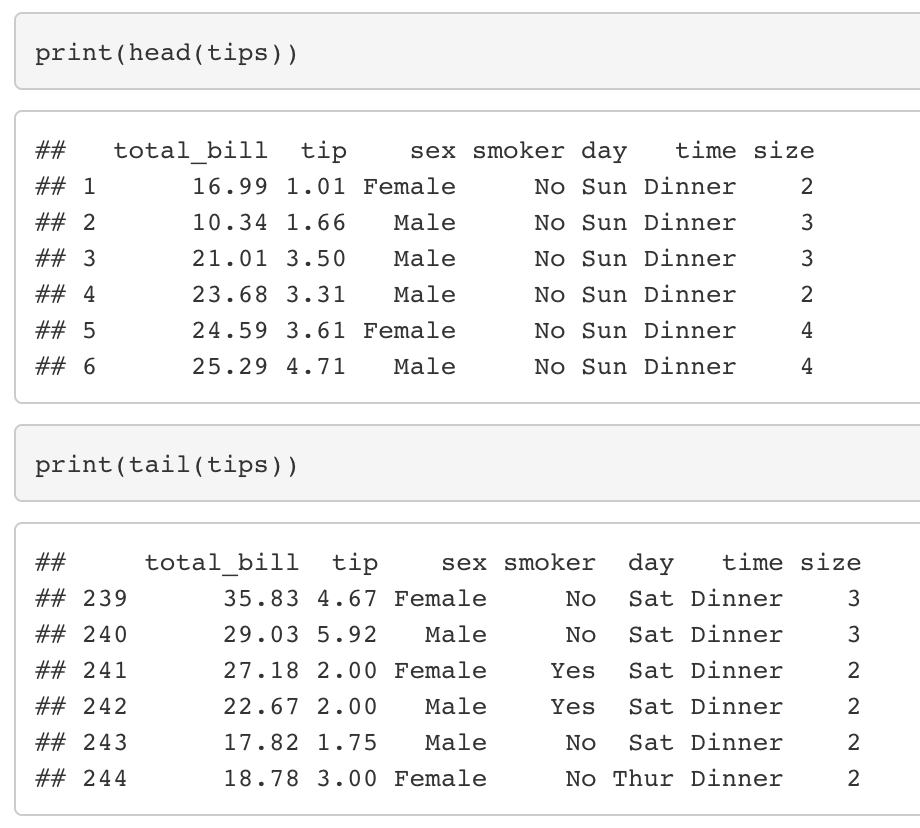 print(head(tips))
##   total_bill  tip    sex smoker day   time size
## 1      16.99 1.01 Female     No Sun Dinner    2
## 2      10.34 1.66   Male     No Sun Dinner    3
## 3      21.01 3.50   Male     No Sun Dinner    3
## 4      23.68 3.31   Male     No Sun Dinner    2
## 5      24.59 3.61 Female     No Sun Dinner    4
## 6      25.29 4.71   Male     No Sun Dinner    4
print(tail(tips))
##     total_bill  tip    sex smoker  day   time size
## 239      35.83 4.67 Female     No  Sat Dinner    3
## 240      29.03 5.92   Male     No  Sat Dinner    3
## 241      27.18 2.00 Female    Yes  Sat Dinner    2
## 242      22.67 2.00   Male    Yes  Sat Dinner    2
## 243      17.82 1.75   Male     No  Sat Dinner    2
## 244      18.78 3.00 Female     No Thur Dinner    2